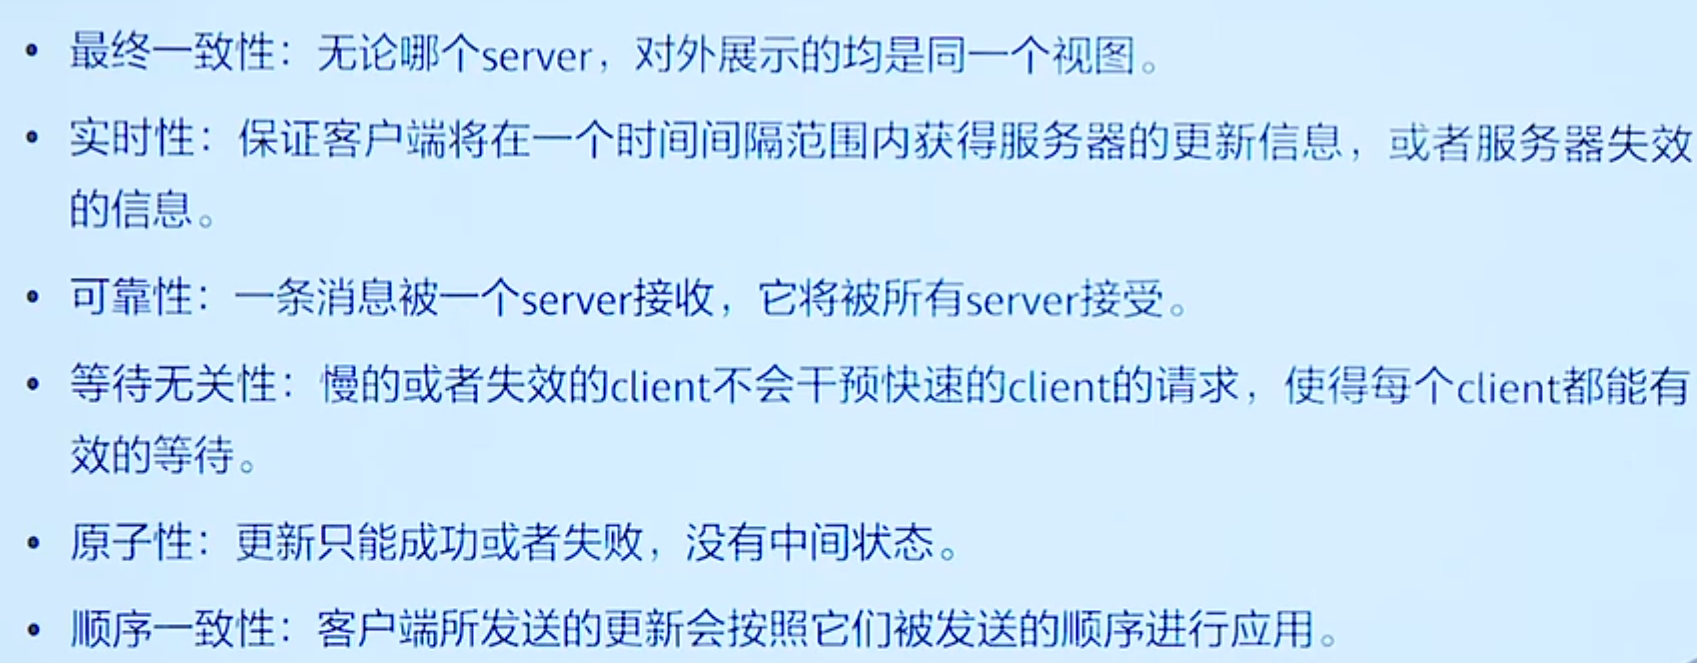 • 最终一致性：无论哪个server，对外展示的均是同一个视图。
• 实时性：保证客户端将在一个时间间隔范围内获得服务器的更新信息，或者服务器失效
的信息。
• 可靠性：一条消息被一个server接收，它将被所有server接受。
• 等待无关性：慢的或者失效的client不会干预快速的client的请求，使得每个client都能有
效的等待。
• 原子性：更新只能成功或者失败，没有中间状态。
• 顺序一致性：客户端所发送的更新会按照它们被发送的顺序进行应用。